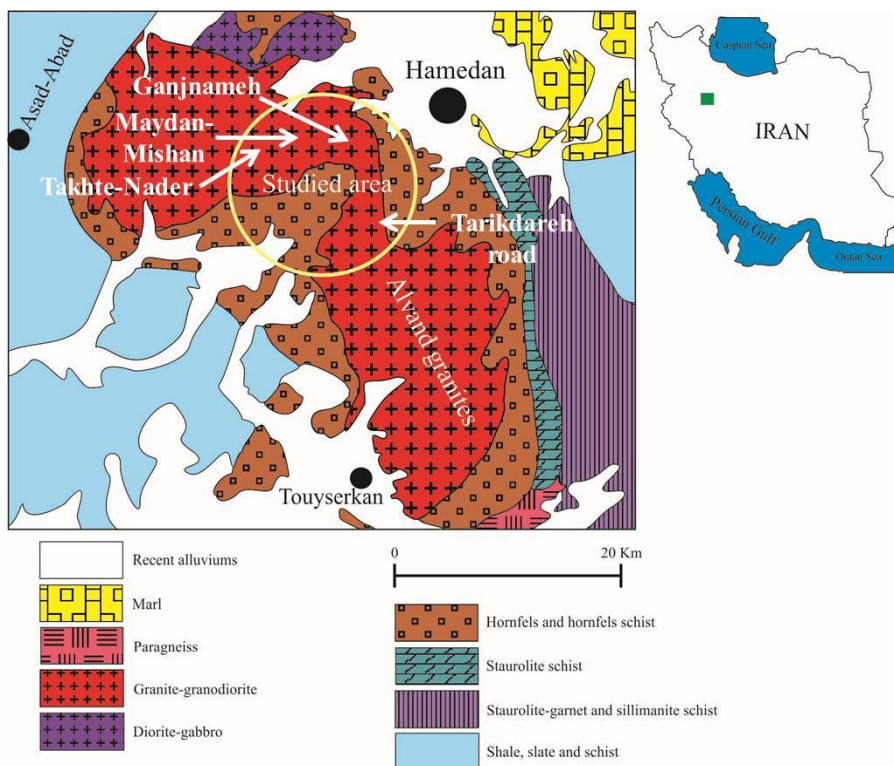 Asad-Abad
Hamedan
Ganjnameh
Maydan-
Mishan
Takhte-Nader
Studied area
Tarikdareh
road
Alvand granites
Touyserkan
Caspian Sea
IRAN
Persian Gulf
Oman Sea
Recent alluviums
Marl
Paragneiss
Granite-granodiorite
Diorite-gabbro
0 20 Km
Hornfels and hornfels schist
Staurolite schist
Staurolite-garnet and sillimanite schist
Shale, slate and schist